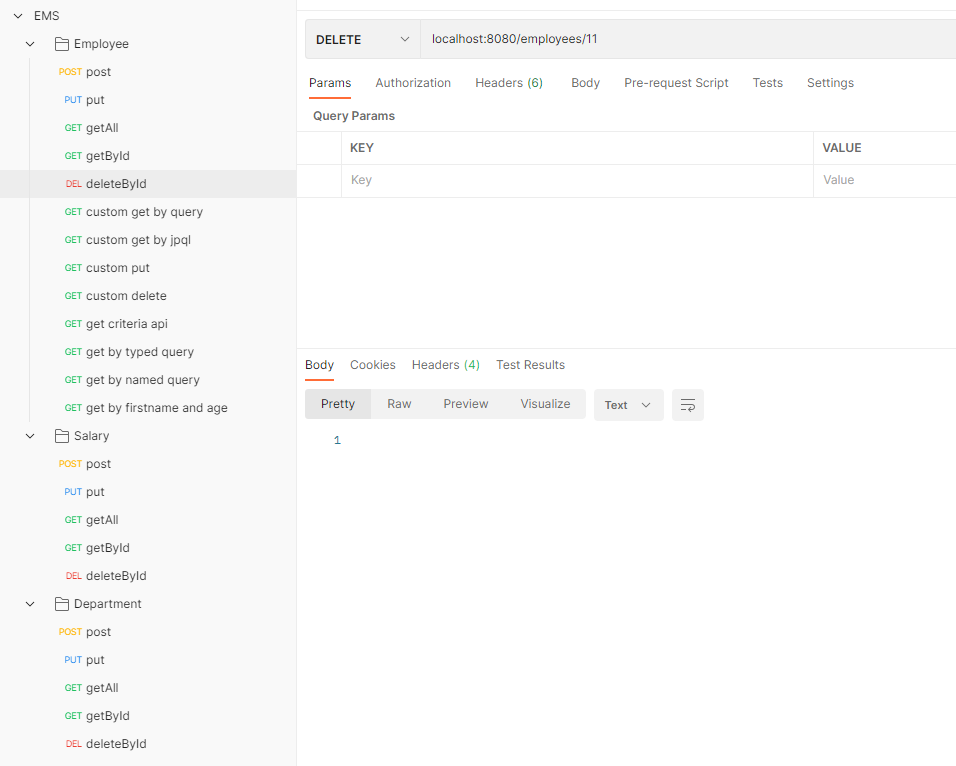 EMS
Employee
POST post
PUT put
GET getAll
GET getById
DEL deleteById
GET custom get by query
GET custom get by jpql
GET custom put
GET custom delete
GET get criteria api
GET get by typed query
GET get by named query
GET get by firstname and age
Salary
POST post
PUT put
GET getAll
GET getById
DEL deleteById
Department
POST post
PUT put
GET getAll
GET getById
DEL deleteById
DELETE localhost:8080/employees/11
Params Authorization Headers (6) Body Pre-request Script Tests Settings
Query Params
KEY VALUE
Key Value
Body Cookies Headers (4) Test Results
Pretty Raw Preview Visualize Text
1